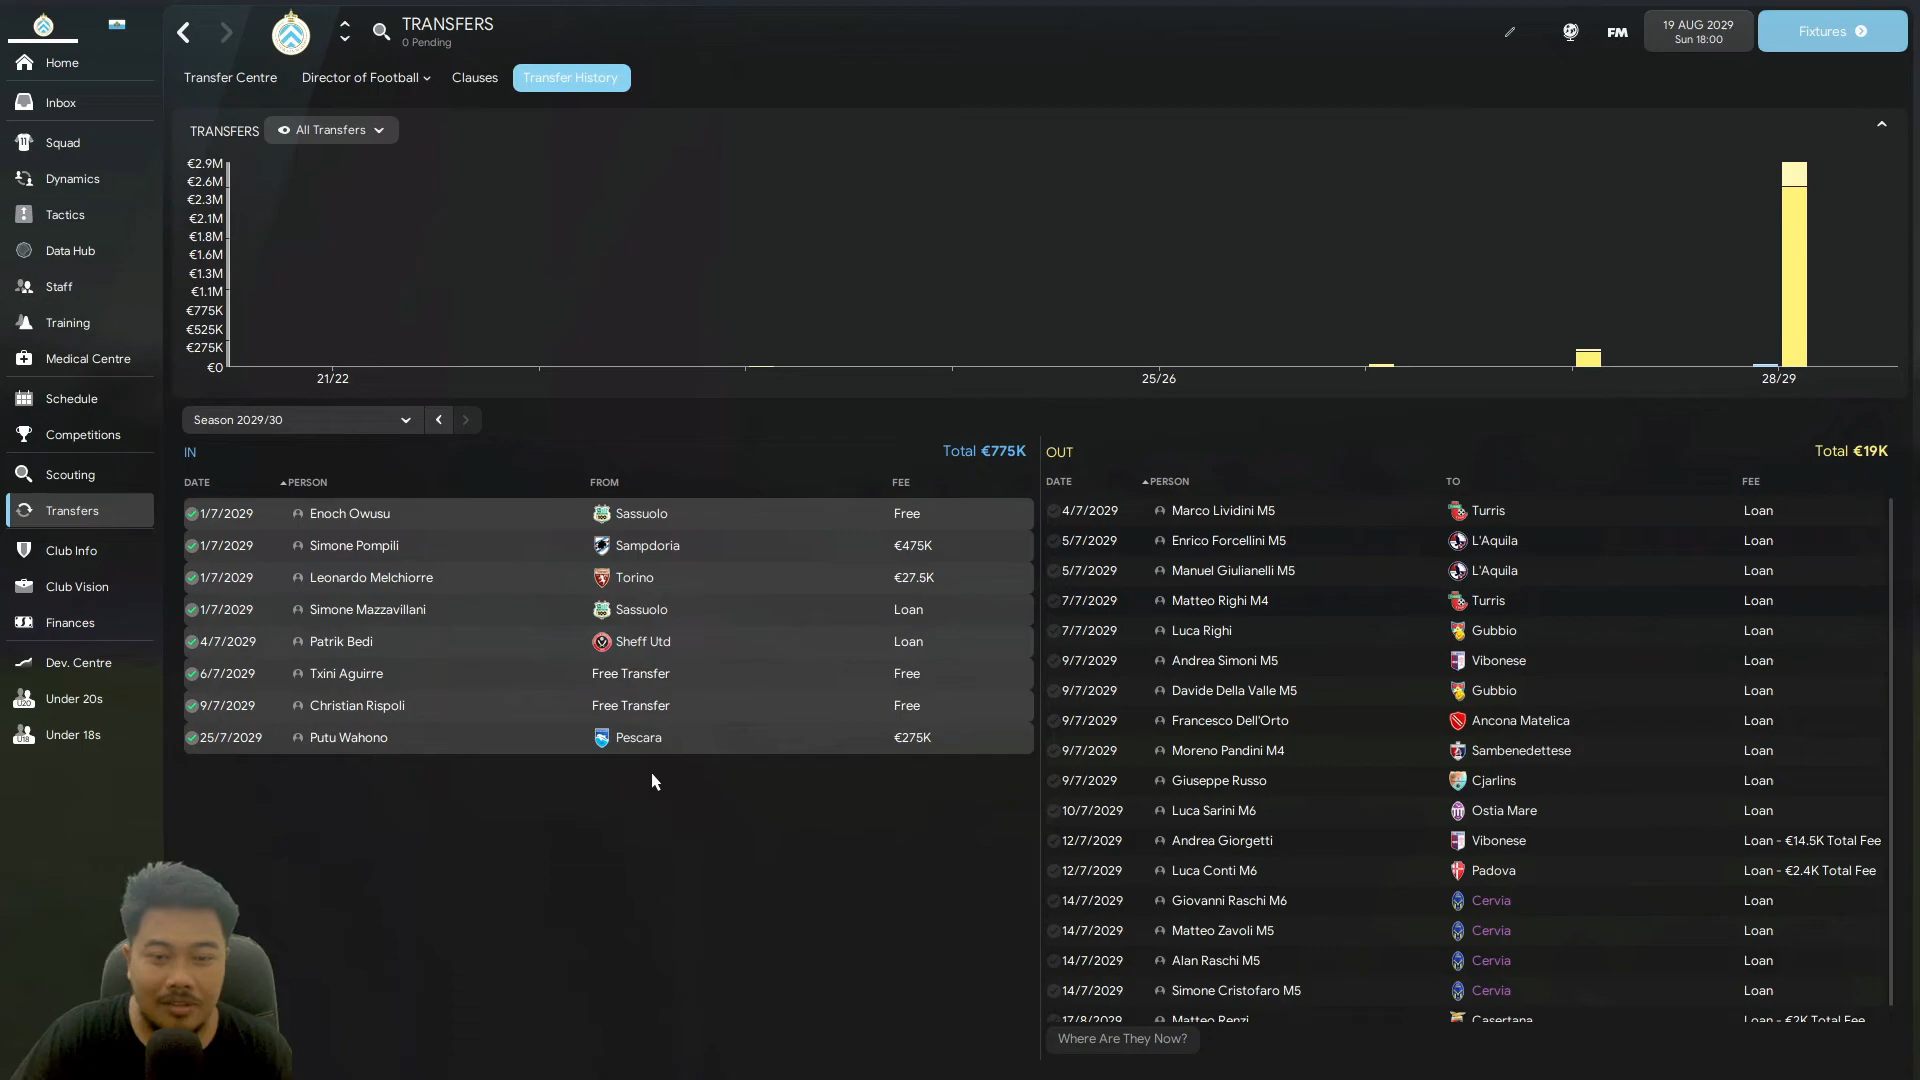 TRANSFERS
0 Pending
FM
19 AUG 2029
Sun 18:00
Fixtures
Home
Inbox
Squad
Dynamics
Tactics
Data Hub
Staff
Training
Medical Centre
Schedule
Competitions
Scouting
Transfers
Club Info
Club Vision
Finances
Dev. Centre
U20 Under 20s
U18 Under 18s
Transfer Centre Director of Football Clauses Transfer History
TRANSFERS All Transfers
€2.9M
€2.6M
€2.3M
€2.1M
€1.8M
€1.6M
€1.3M
€1.1M
€775K
€525K
€275K
€0
21/22 25/26 28/29
Season 2029/30
IN Total €775K
DATE PERSON FROM FEE
1/7/2029 Enoch Owusu Sassuolo Free
1/7/2029 Simone Pompili Sampdoria €475K
1/7/2029 Leonardo Melchiorre Torino €27.5K
1/7/2029 Simone Mazzavillani Sassuolo Loan
4/7/2029 Patrik Bedi Sheff Utd Loan
6/7/2029 Txini Aguirre Free Transfer Free
9/7/2029 Christian Rispoli Free Transfer Free
25/7/2029 Putu Wahono Pescara €275K
OUT Total €19K
DATE PERSON TO FEE
4/7/2029 Marco Lividini M5 Turris Loan
5/7/2029 Enrico Forcellini M5 L'Aquila Loan
5/7/2029 Manuel Giulianelli M5 L'Aquila Loan
7/7/2029 Matteo Righi M4 Turris Loan
7/7/2029 Luca Righi Gubbio Loan
9/7/2029 Andrea Simoni M5 Vibonese Loan
9/7/2029 Davide Della Valle M5 Gubbio Loan
9/7/2029 Francesco Dell'Orto Ancona Matelica Loan
9/7/2029 Moreno Pandini M4 Sambenedettese Loan
9/7/2029 Giuseppe Russo Cjarlins Loan
10/7/2029 Luca Sarini M6 Ostia Mare Loan
12/7/2029 Andrea Giorgetti Vibonese Loan - €14.5K Total Fee
12/7/2029 Luca Conti M6 Padova Loan - €2.4K Total Fee
14/7/2029 Giovanni Raschi M6 Cervia Loan
14/7/2029 Matteo Zavoli M5 Cervia Loan
14/7/2029 Alan Raschi M5 Cervia Loan
14/7/2029 Simone Cristofaro M5 Cervia Loan
17/8/2029 Matteo Renzi Casertana Loan - €2K Total Fee
Where Are They Now?